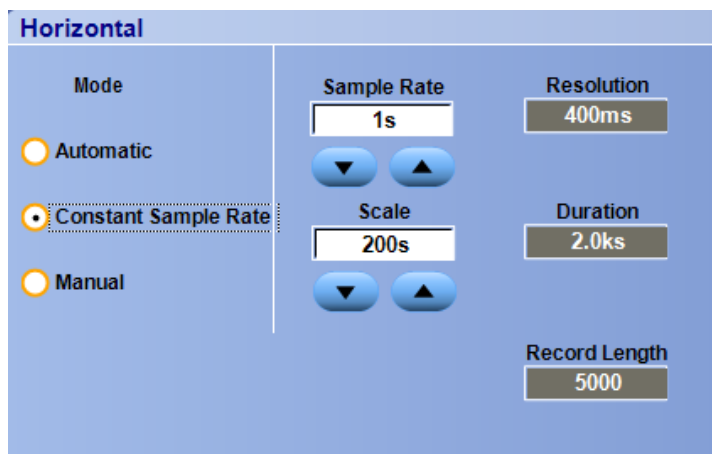 Horizontal
Mode
Automatic
Constant Sample Rate
Manual
Sample Rate
1s
Scale
200s
Resolution
400ms
Duration
2.0ks
Record Length
5000